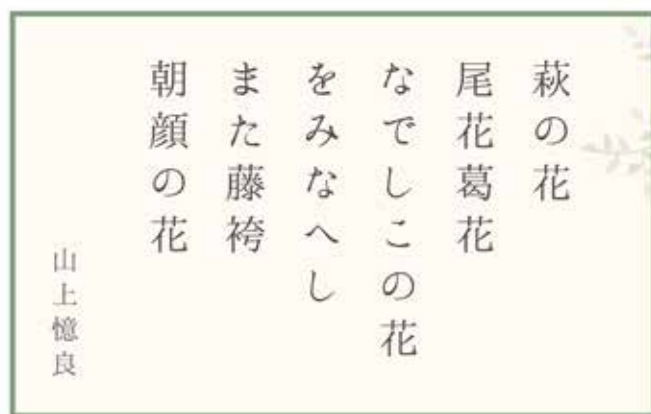 萩の花
尾花葛花
なでしこの花
をみなへし
また藤袴
朝顔の花
山上憶良